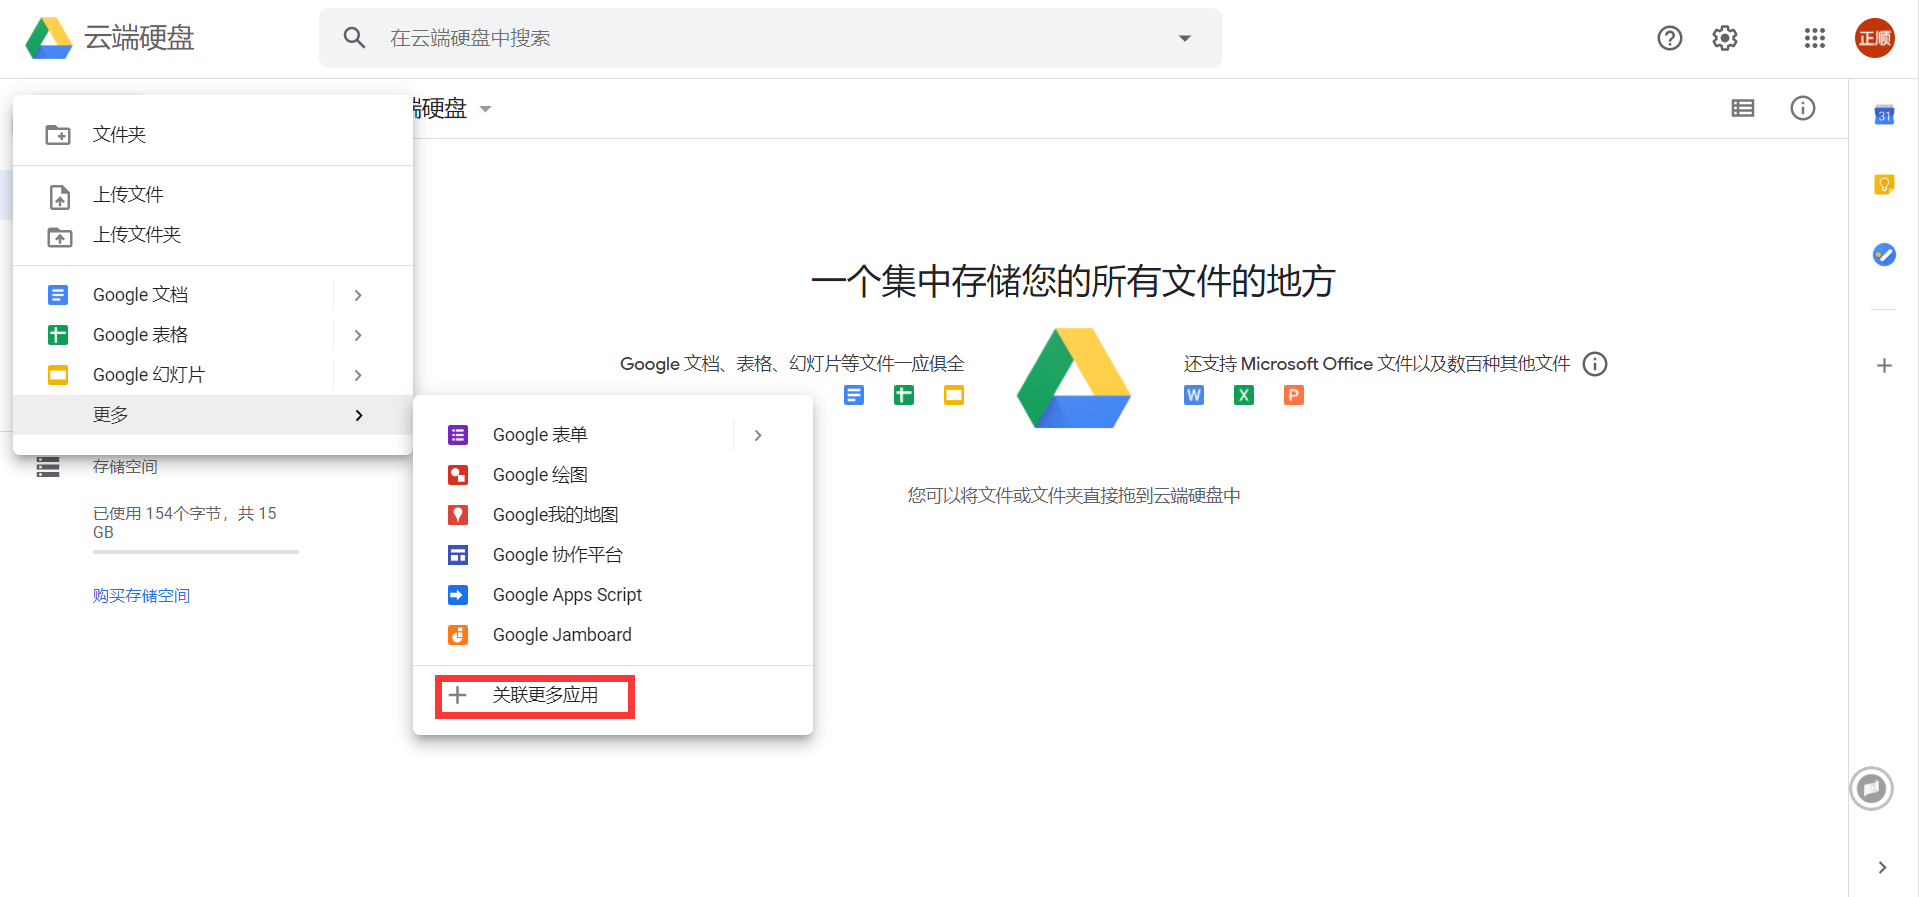 云端硬盘
在云端硬盘中搜索
正顺
端硬盘
文件夹
上传文件
上传文件夹
Google 文档
Google 表格
Google 幻灯片
更多
Google 表单
Google 绘图
Google我的地图
Google 协作平台
Google Apps Script
Google Jamboard
关联更多应用
存储空间
已使用 154个字节，共 15
GB
购买存储空间
一个集中存储您的所有文件的地方
Google 文档、表格、幻灯片等文件一应俱全
还支持 Microsoft Office 文件以及数百种其他文件
W
X
P
您可以将文件或文件夹直接拖到云端硬盘中
31